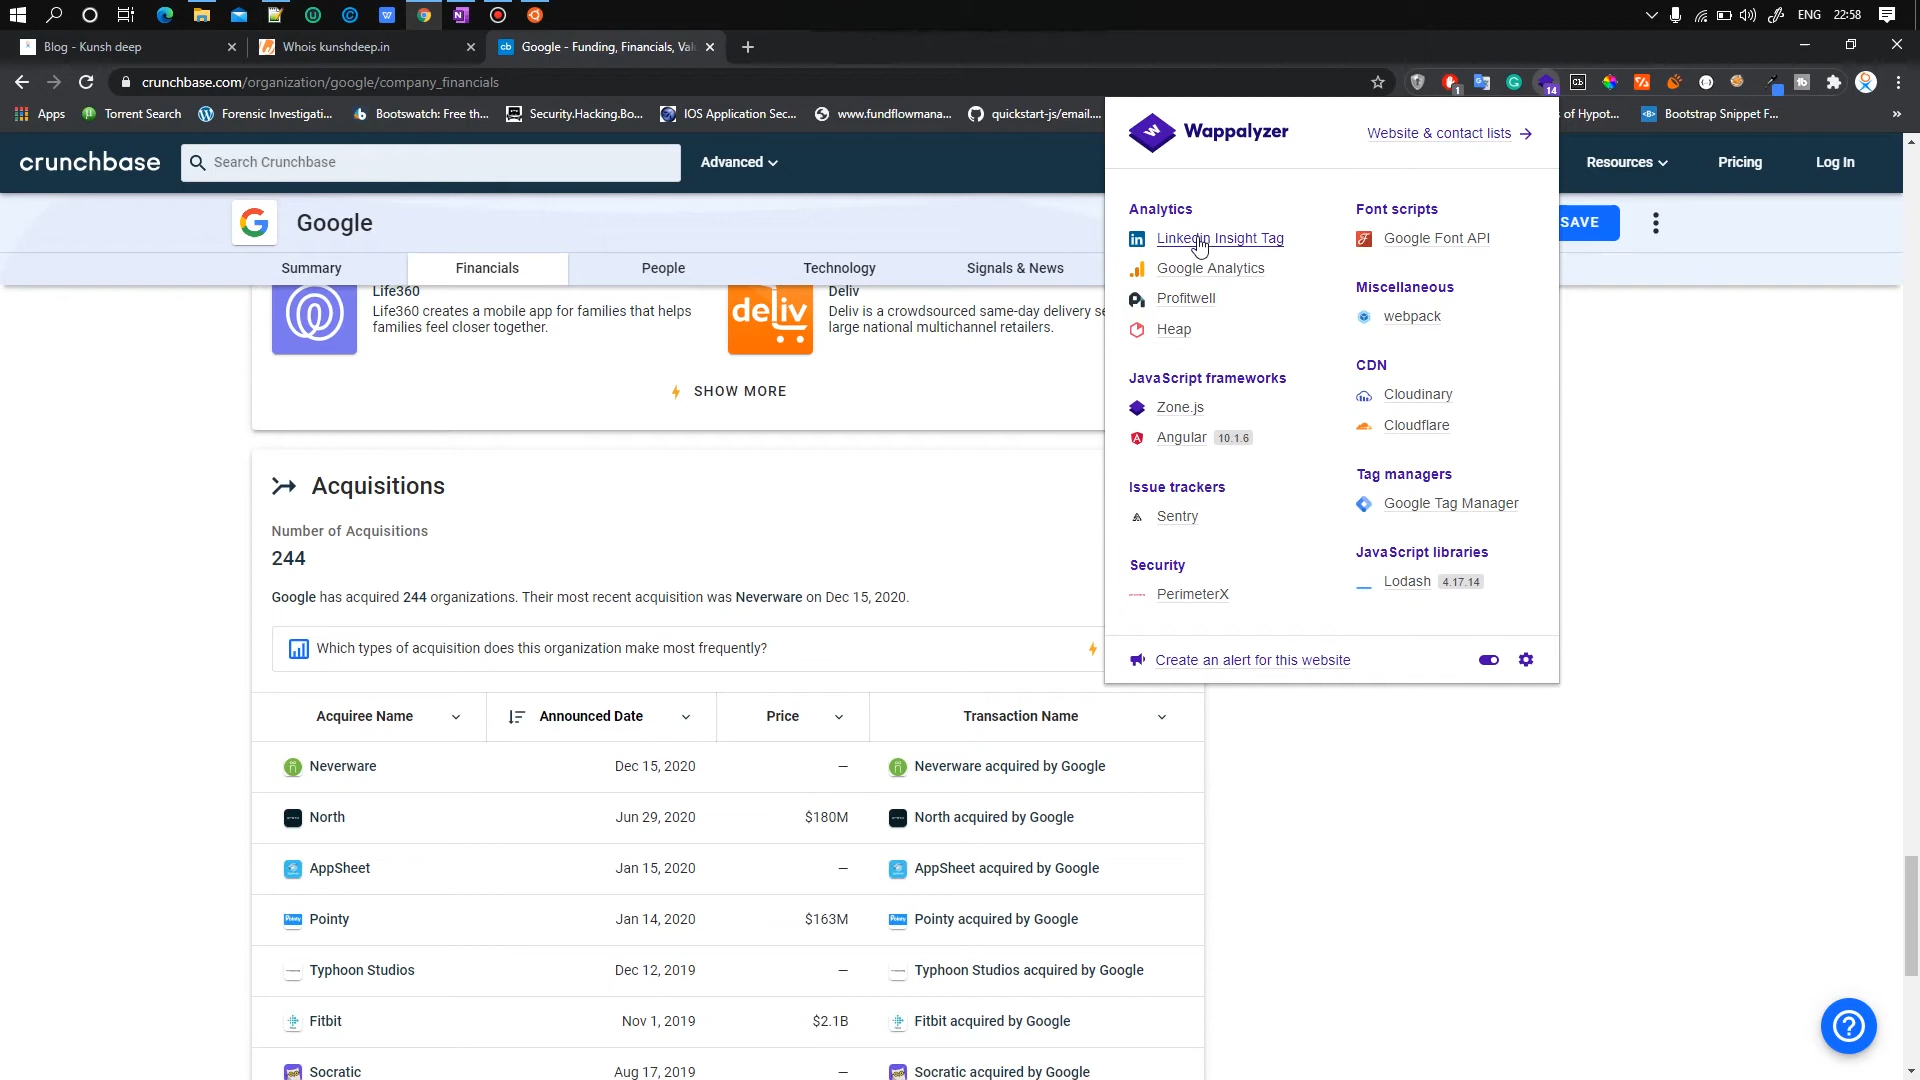 ENG 22:58
Blog - Kunsh deep
Whois kunshdeep.in
cb Google - Funding, Financials, Val
crunchbase.com/organization/google/company_financials
1
14
Apps
Torrent Search
Forensic Investigati...
Bootswatch: Free th...
Security.Hacking.Bo...
IOS Application Sec...
www.fundflowmana...
quickstart-js/email....
of Hypot...
Bootstrap Snippet F...
»
crunchbase
Search Crunchbase
Advanced
Resources
Pricing
Log In
Google
SAVE
Summary
Financials
People
Technology
Signals & News
Life360
Life360 creates a mobile app for families that helps
families feel closer together.
deliv
Deliv
Deliv is a crowdsourced same-day delivery se
large national multichannel retailers.
SHOW MORE
Acquisitions
Number of Acquisitions
244
Google has acquired 244 organizations. Their most recent acquisition was Neverware on Dec 15, 2020.
Which types of acquisition does this organization make most frequently?
Acquiree Name
Announced Date
Price
Transaction Name
Neverware Dec 15, 2020 — Neverware acquired by Google
North Jun 29, 2020 $180M North acquired by Google
AppSheet Jan 15, 2020 — AppSheet acquired by Google
Pointy Jan 14, 2020 $163M Pointy acquired by Google
Typhoon Studios Dec 12, 2019 — Typhoon Studios acquired by Google
Fitbit Nov 1, 2019 $2.1B Fitbit acquired by Google
Socratic Aug 17, 2019 — Socratic acquired by Google
Wappalyzer
Website & contact lists
Analytics
Linkedin Insight Tag
Google Analytics
Profitwell
Heap
JavaScript frameworks
Zone.js
Angular 10.1.6
Issue trackers
Sentry
Security
PerimeterX
Font scripts
Google Font API
Miscellaneous
webpack
CDN
Cloudinary
Cloudflare
Tag managers
Google Tag Manager
JavaScript libraries
Lodash 4.17.14
Create an alert for this website